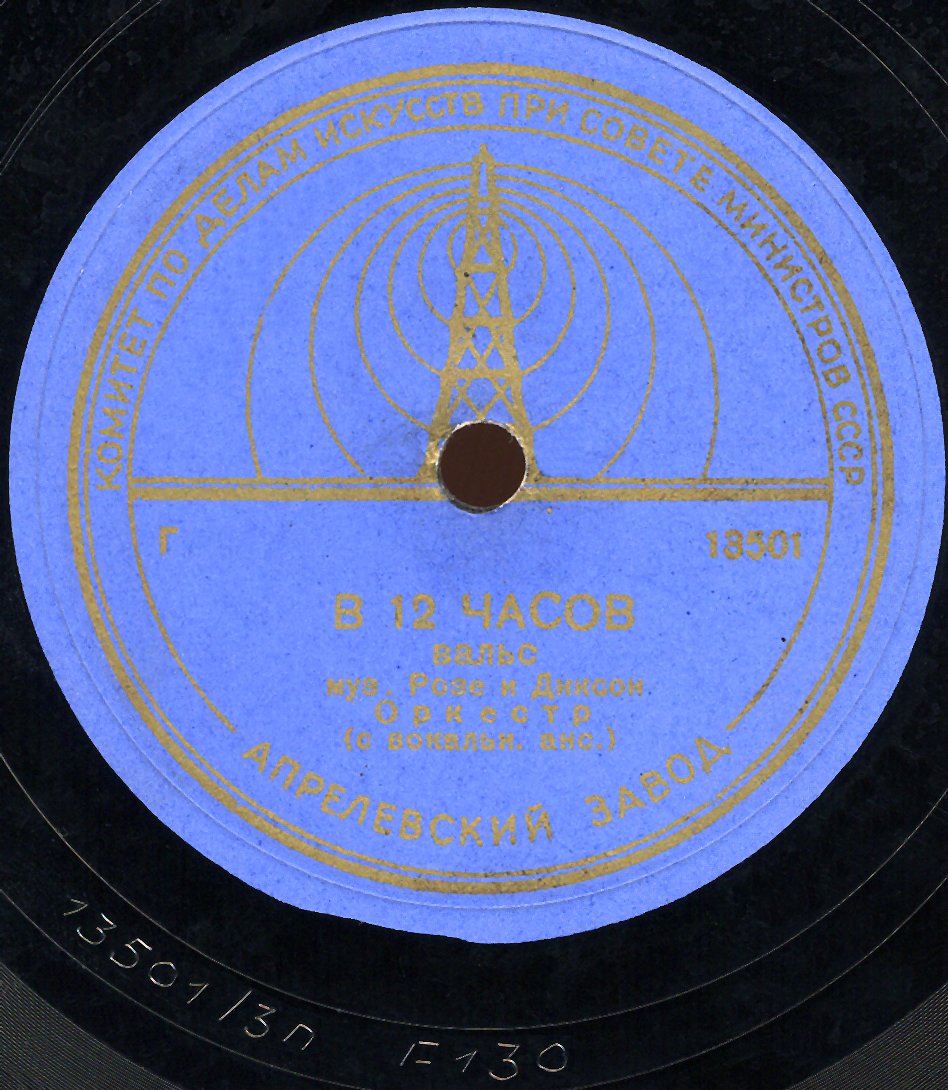 КОМИТЕТ ПО ДЕЛАМ ИСКУССТВ ПРИ СОВЕТЕ МИНИСТРОВ СССР
Г 13501
В 12 ЧАСОВ
вальс
муз. Розе и Диксон
Оркестр
(с вокальн. анс.)
АПРЕЛЕВСКИЙ ЗАВОД
13501/3п F130